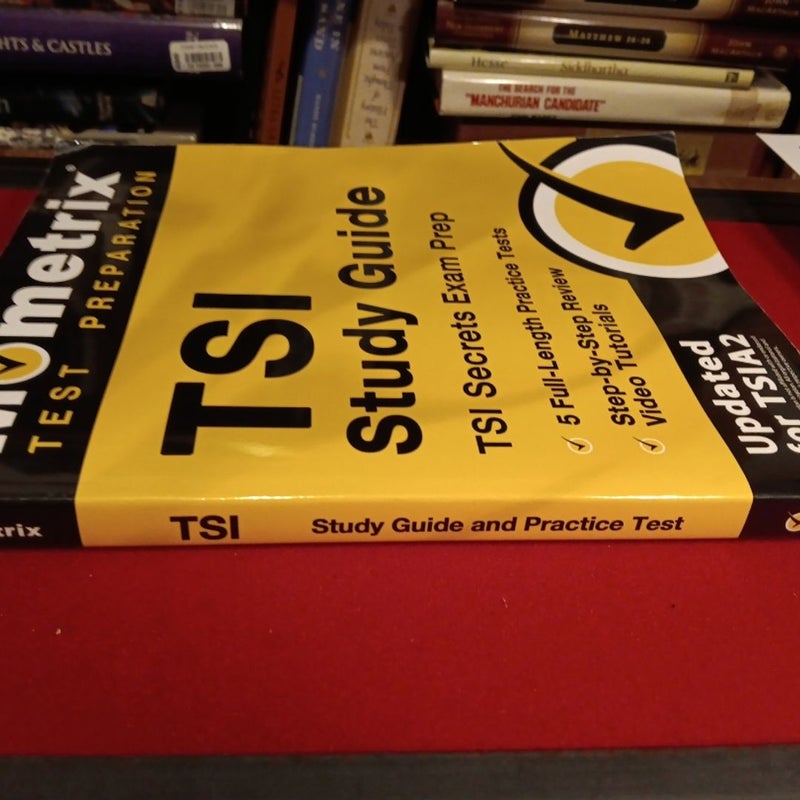 Mometrix
TEST PREPARATION
TSI
Study Guide
TSI Secrets Exam Prep
5 Full-Length Practice Tests
Step-by-Step Review
Video Tutorials
Updated
for TSIA2
trix
TSI Study Guide and Practice Test
NTS & CASTLES
MATTHEW
Hesse Siddhartha
THE SEARCH FOR THE
"MANCHURIAN CANDIDATE"
JOHN